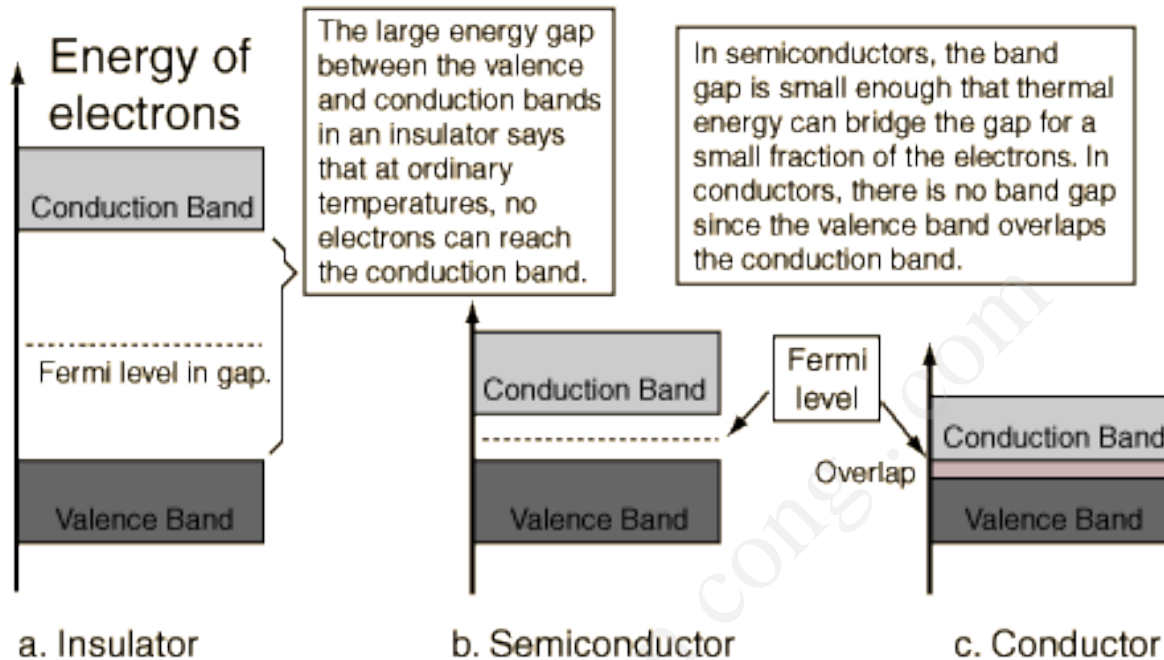 Energy of
electrons
The large energy gap
between the valence
and conduction bands
in an insulator says
that at ordinary
temperatures, no
electrons can reach
the conduction band.
In semiconductors, the band
gap is small enough that thermal
energy can bridge the gap for a
small fraction of the electrons. In
conductors, there is no band gap
since the valence band overlaps
the conduction band.
Conduction Band
Fermi level in gap.
Valence Band
Conduction Band
Valence Band
Fermi
level
Overlap
Conduction Band
Valence Band
a. Insulator
b. Semiconductor
c. Conductor
cong . com